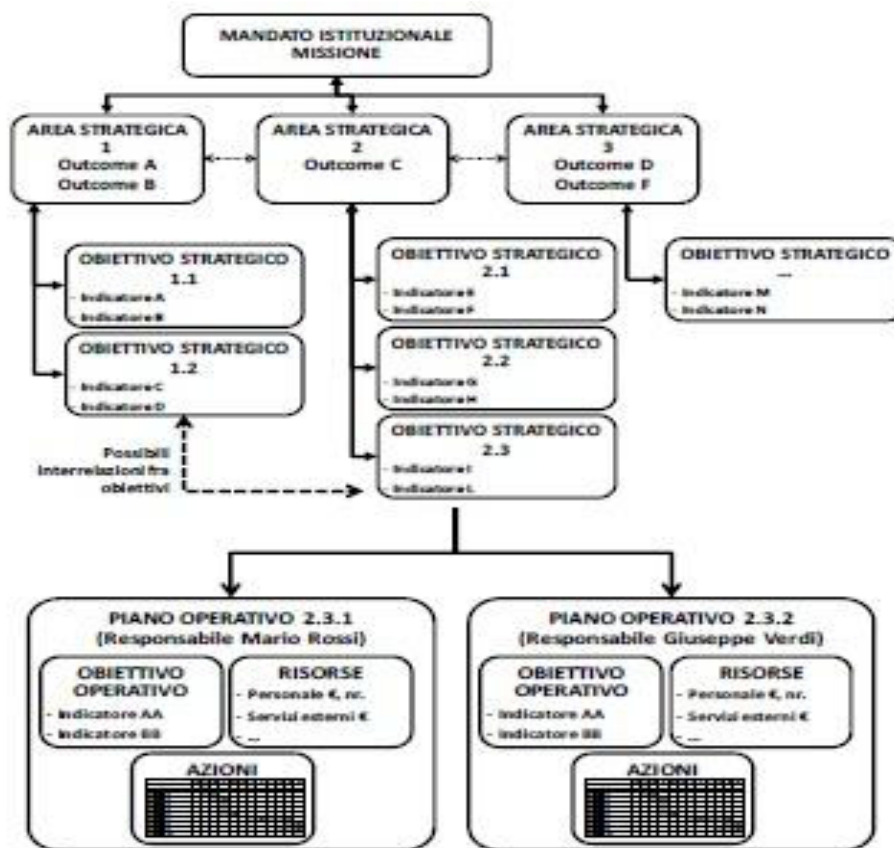 MANDATO ISTITUZIONALE
MISSIONE
AREA STRATEGICA
1
Outcome A
Outcome B
AREA STRATEGICA
2
Outcome C
AREA STRATEGICA
3
Outcome D
Outcome F
OBIETTIVO STRATEGICO
1.1
- Indicatore A
- Indicatore B
OBIETTIVO STRATEGICO
1.2
- Indicatore C
- Indicatore D
OBIETTIVO STRATEGICO
2.1
- Indicatore E
- Indicatore F
OBIETTIVO STRATEGICO
2.2
- Indicatore G
- Indicatore H
OBIETTIVO STRATEGICO
2.3
- Indicatore I
- Indicatore L
OBIETTIVO STRATEGICO
...
- Indicatore M
- Indicatore N
Possibili
interrelazioni fra
obiettivi
PIANO OPERATIVO 2.3.1
(Responsabile Mario Rossi)
OBIETTIVO
OPERATIVO
- Indicatore AA
- Indicatore BB
RISORSE
- Personale €, nr.
- Servizi esterni €
- ...
AZIONI
PIANO OPERATIVO 2.3.2
(Responsabile Giuseppe Verdi)
OBIETTIVO
OPERATIVO
- Indicatore AA
- Indicatore BB
RISORSE
- Personale €, nr.
- Servizi esterni €
- ...
AZIONI